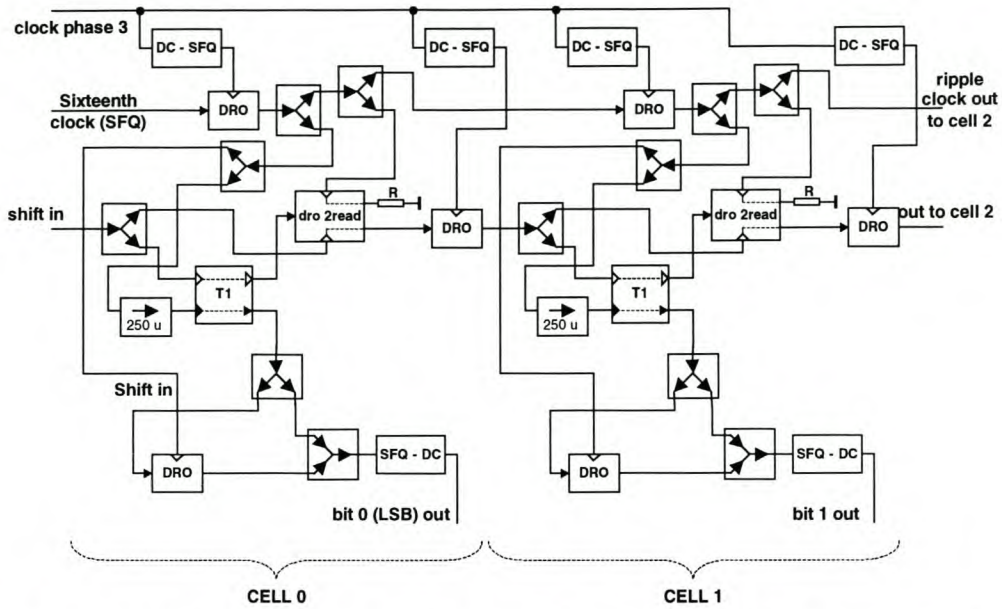 clock phase 3
DC - SFQ
DC - SFQ
DC - SFQ
DC - SFQ
Sixteenth
clock (SFQ)
DRO
DRO
ripple
clock out
to cell 2
shift in
R
dro 2read
DRO
R
dro 2read
DRO
out to cell 2
T1
250 u
T1
250 u
Shift in
DRO
SFQ - DC
DRO
SFQ - DC
bit 0 (LSB) out
bit 1 out
CELL 0
CELL 1